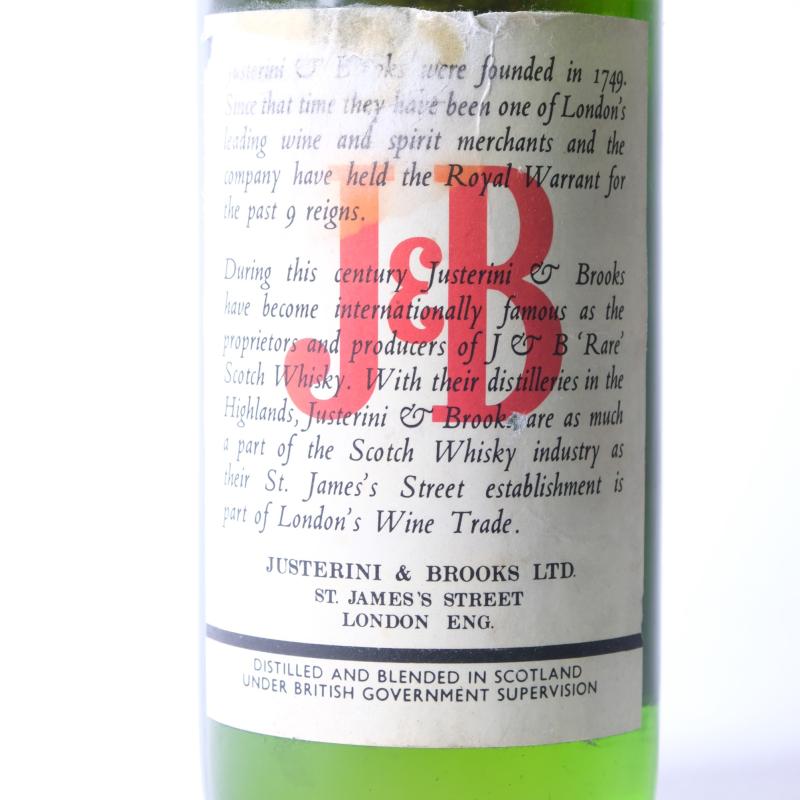 Justerini & Brooks were founded in 1749.
Since that time they have been one of London's
leading wine and spirit merchants and the
company have held the Royal Warrant for
the past 9 reigns.
J&B
During this century Justerini & Brooks
have become internationally famous as the
proprietors and producers of J & B 'Rare'
Scotch Whisky. With their distilleries in the
Highlands, Justerini & Brooks are as much
a part of the Scotch Whisky industry as
their St. James's Street establishment is
part of London's Wine Trade.
JUSTERINI & BROOKS LTD.
ST. JAMES'S STREET
LONDON ENG.
DISTILLED AND BLENDED IN SCOTLAND
UNDER BRITISH GOVERNMENT SUPERVISION